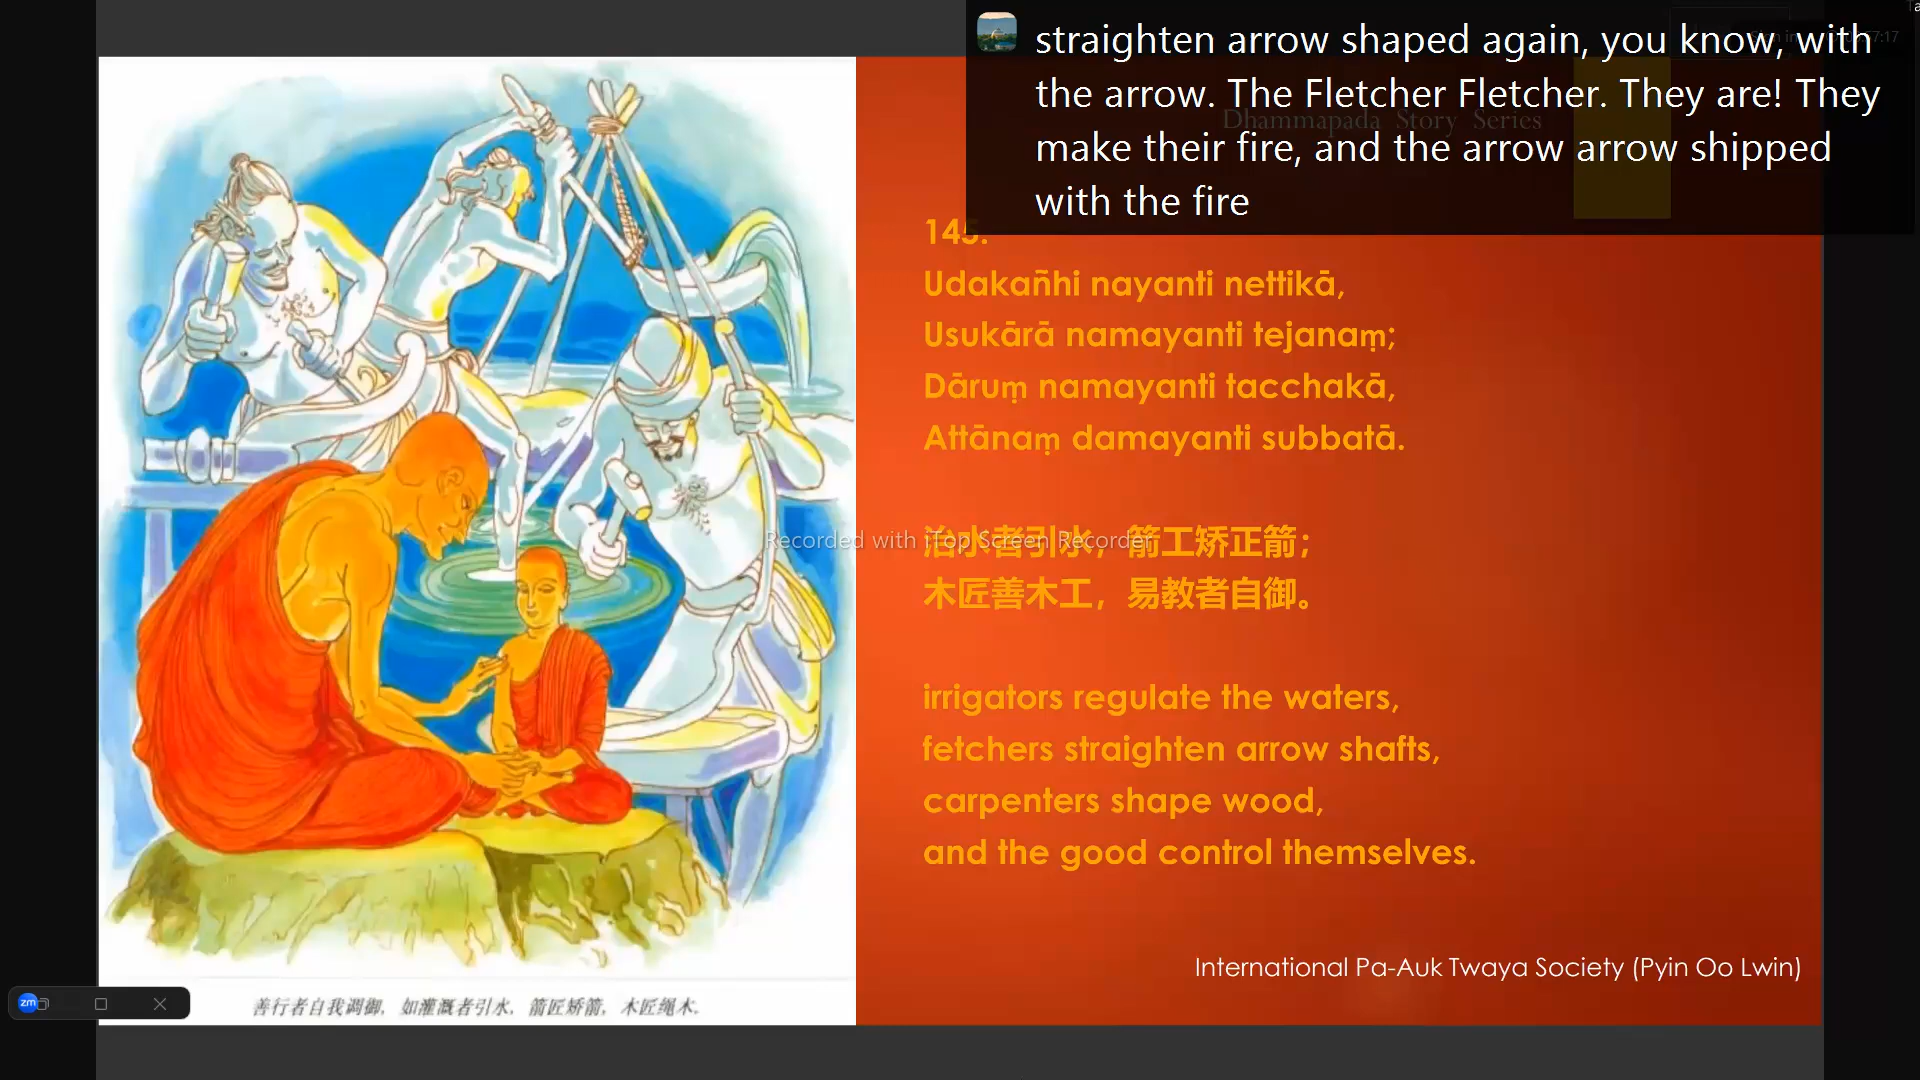 straighten arrow shaped again, you know, with
the arrow. The Fletcher Fletcher. They are! They
make their fire, and the arrow arrow shipped
with the fire
Dhammapada Story Series
145.
Udakañhi nayanti nettikā,
Usukārā namayanti tejanaṃ;
Dāruṃ namayanti tacchakā,
Attānaṃ damayanti subbatā.
治水者引水，箭工矫正箭；
木匠善木工，易教者自御。
Recorded with iTop Screen Recorder
irrigators regulate the waters,
fetchers straighten arrow shafts,
carpenters shape wood,
and the good control themselves.
International Pa-Auk Twaya Society (Pyin Oo Lwin)
善行者自我调御，如灌溉者引水，箭匠矫箭，木匠绳木。
zm